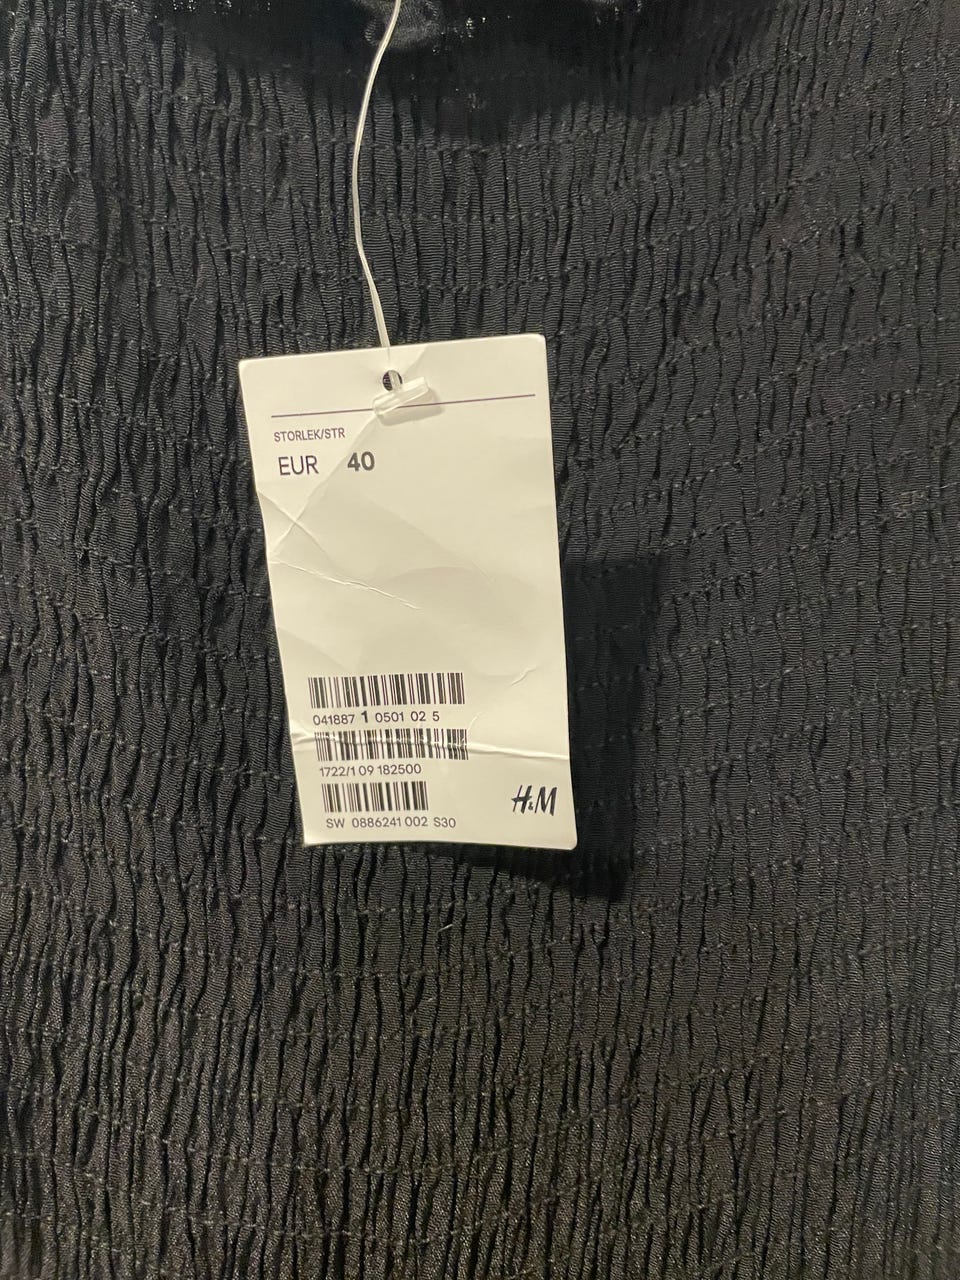 STORLEK/STR
EUR 40
041887 1 0501 02 5
1722/1 09 182500
H&M
SW 0886241 002 S30